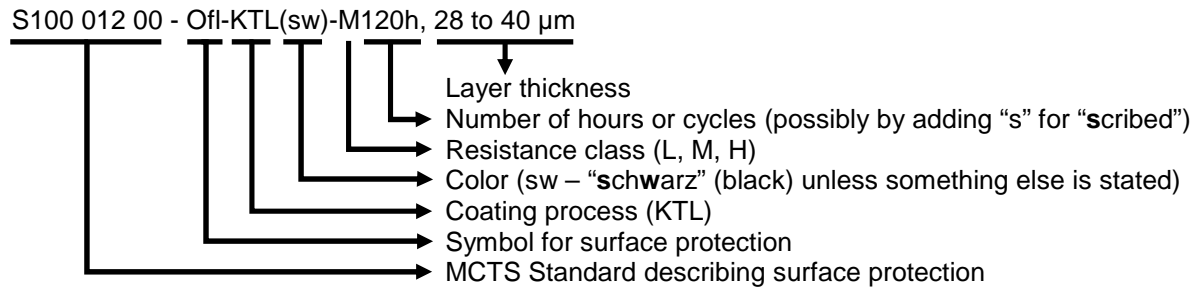 S100 012 00 - Ofl-KTL(sw)-M120h, 28 to 40 µm
Layer thickness
Number of hours or cycles (possibly by adding “s” for “scribed”)
Resistance class (L, M, H)
Color (sw – “schwarz” (black) unless something else is stated)
Coating process (KTL)
Symbol for surface protection
MCTS Standard describing surface protection